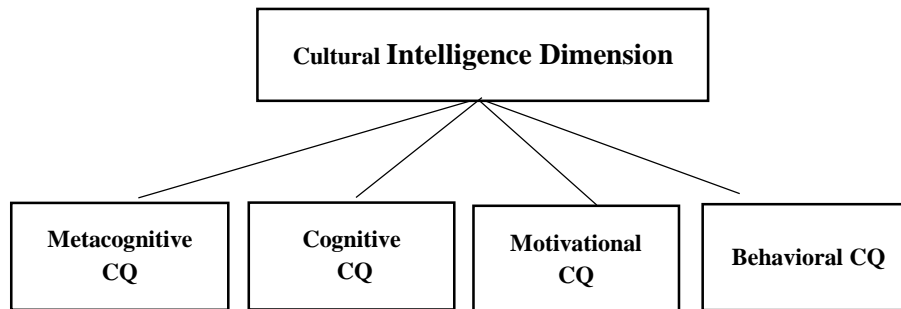 Cultural Intelligence Dimension
Metacognitive
CQ
Cognitive
CQ
Motivational
CQ
Behavioral CQ